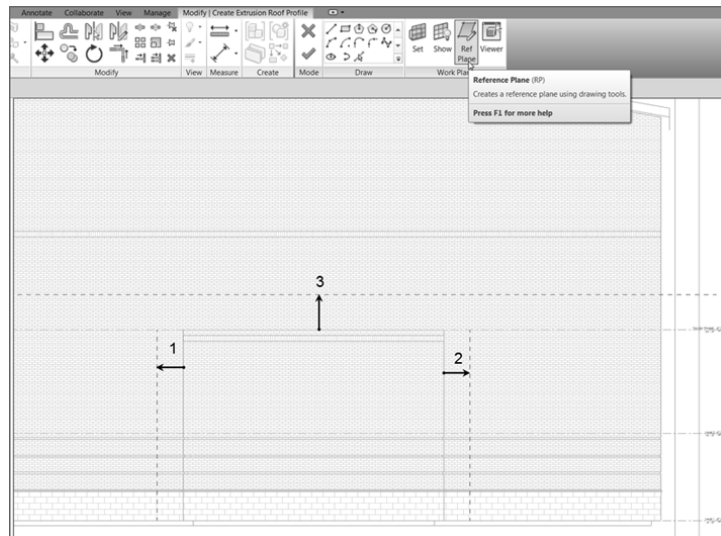 Annotate Collaborate View Manage Modify | Create Extrusion Roof Profile
Set Show Ref Plane Viewer
Modify View Measure Create Mode Draw Work Plan
Reference Plane (RP)
Creates a reference plane using drawing tools.
Press F1 for more help
3
1
2